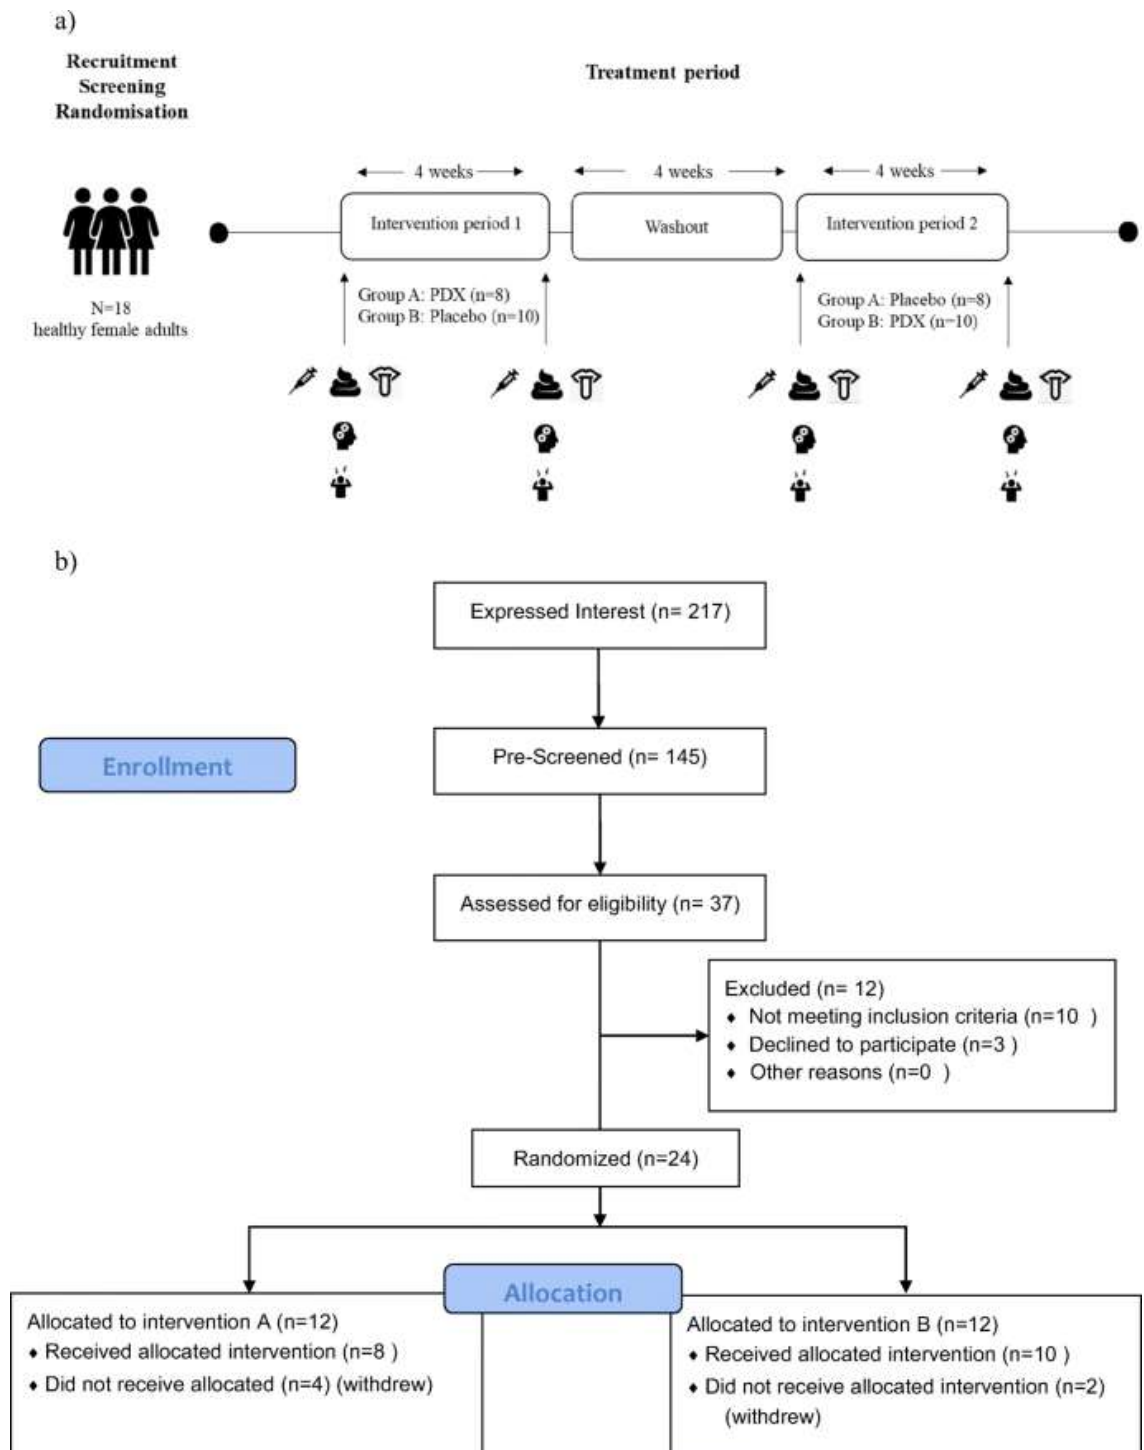 a)
Recruitment
Screening
Randomisation
Treatment period
4 weeks
4 weeks
4 weeks
Intervention period 1
Washout
Intervention period 2
N=18
healthy female adults
Group A: PDX (n=8)
Group B: Placebo (n=10)
Group A: Placebo (n=8)
Group B: PDX (n=10)
b)
Expressed Interest (n= 217)
Enrollment
Pre-Screened (n= 145)
Assessed for eligibility (n= 37)
Excluded (n= 12)
♦ Not meeting inclusion criteria (n=10 )
♦ Declined to participate (n=3 )
♦ Other reasons (n=0 )
Randomized (n=24)
Allocation
Allocated to intervention A (n=12)
♦ Received allocated intervention (n=8 )
♦ Did not receive allocated (n=4) (withdrew)
Allocated to intervention B (n=12)
♦ Received allocated intervention (n=10 )
♦ Did not receive allocated intervention (n=2)
(withdrew)